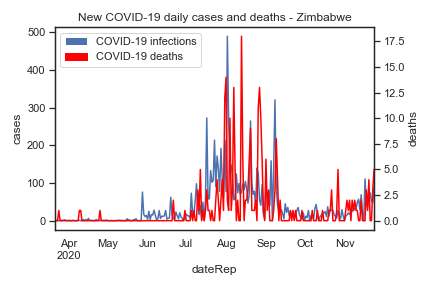 New COVID-19 daily cases and deaths - Zimbabwe
COVID-19 infections
COVID-19 deaths
500
400
300
200
100
0
cases
17.5
15.0
12.5
10.0
7.5
5.0
2.5
0.0
deaths
Apr May Jun Jul Aug Sep Oct Nov
2020
dateRep